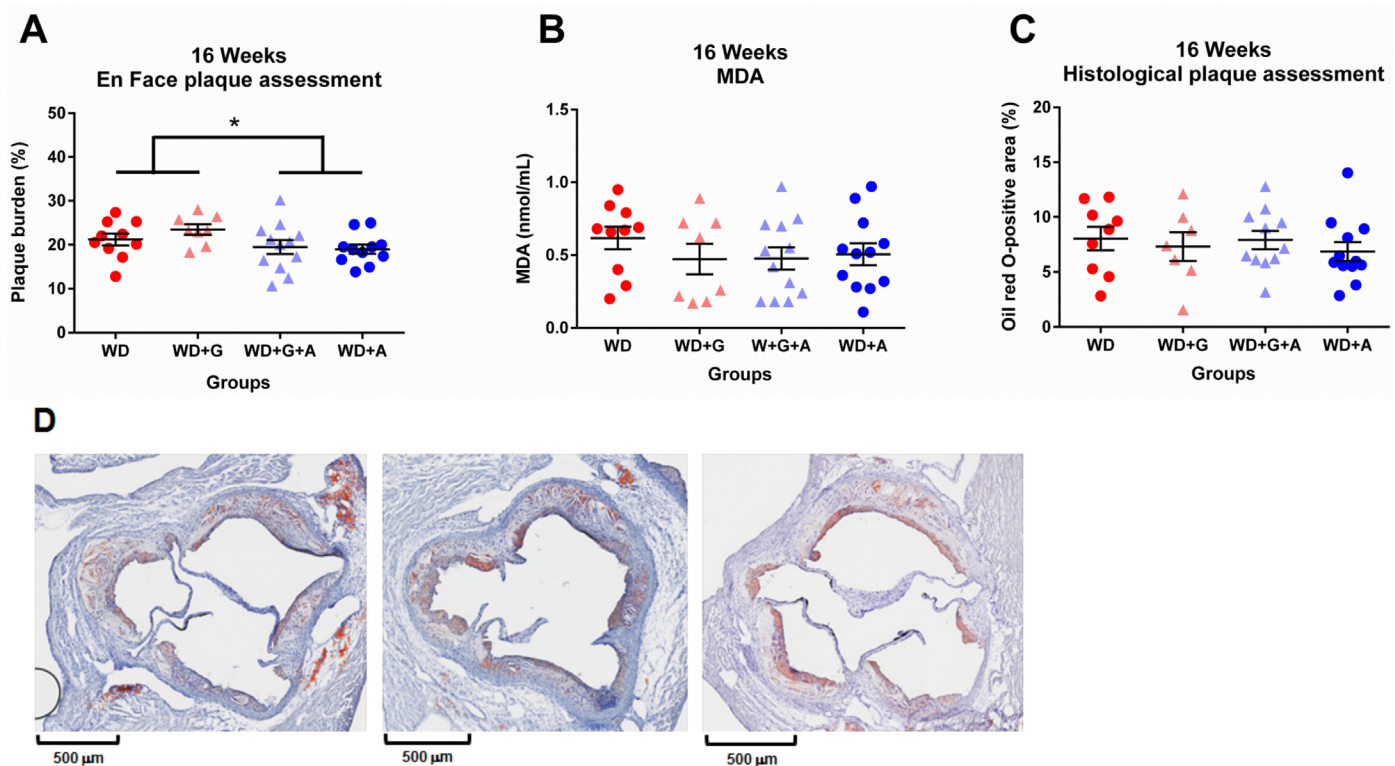 A
16 Weeks
En Face plaque assessment
Plaque burden (%)
50
40
30
20
10
0
*
WD
WD+G
WD+G+A
WD+A
Groups
B
16 Weeks
MDA
MDA (nmol/mL)
1.5
1.0
0.5
0.0
WD
WD+G
W+G+A
WD+A
Groups
C
16 Weeks
Histological plaque assessment
Oil red O-positive area (%)
20
15
10
5
0
WD
WD+G
WD+G+A
WD+A
Groups
D
500 µm
500 µm
500 µm